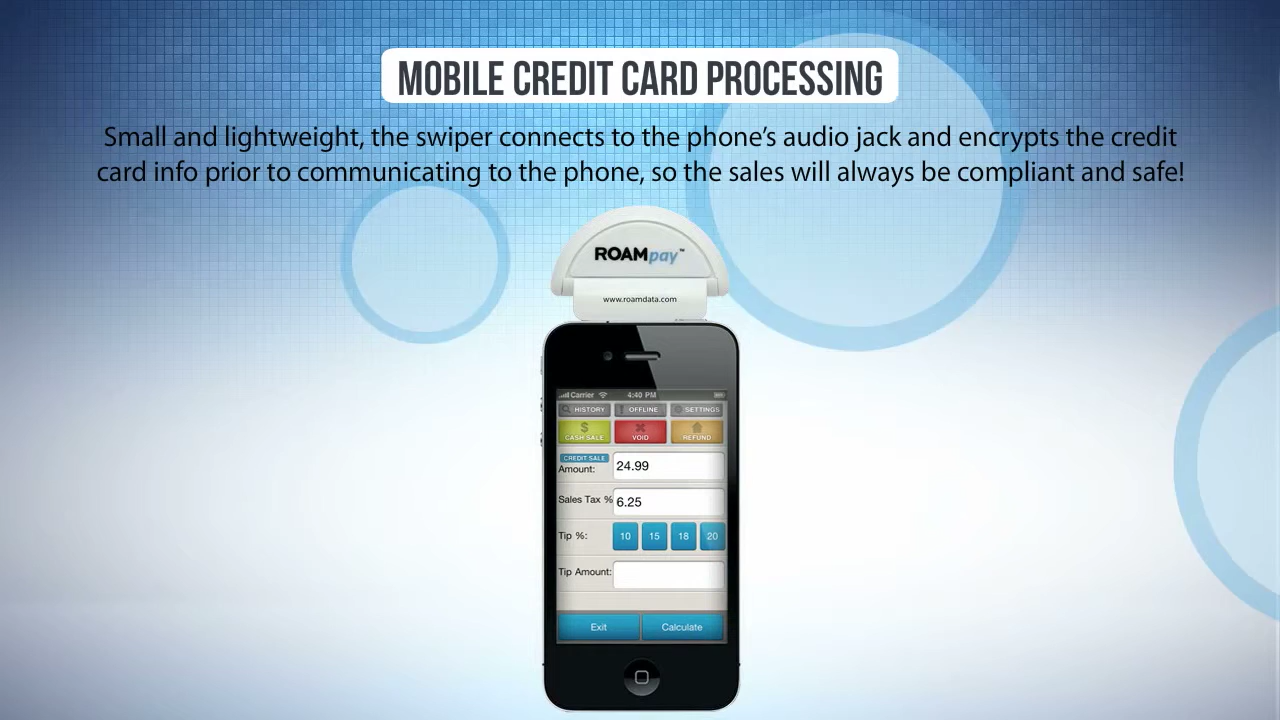 MOBILE CREDIT CARD PROCESSING
Small and lightweight, the swiper connects to the phone’s audio jack and encrypts the credit
card info prior to communicating to the phone, so the sales will always be compliant and safe!
ROAMpay™
www.roamdata.com
Carrier 4:40 PM
HISTORY OFFLINE SETTINGS
$
CASH SALE VOID REFUND
CREDIT SALE
Amount: 24.99
Sales Tax % 6.25
Tip %: 10 15 18 20
Tip Amount:
Exit Calculate